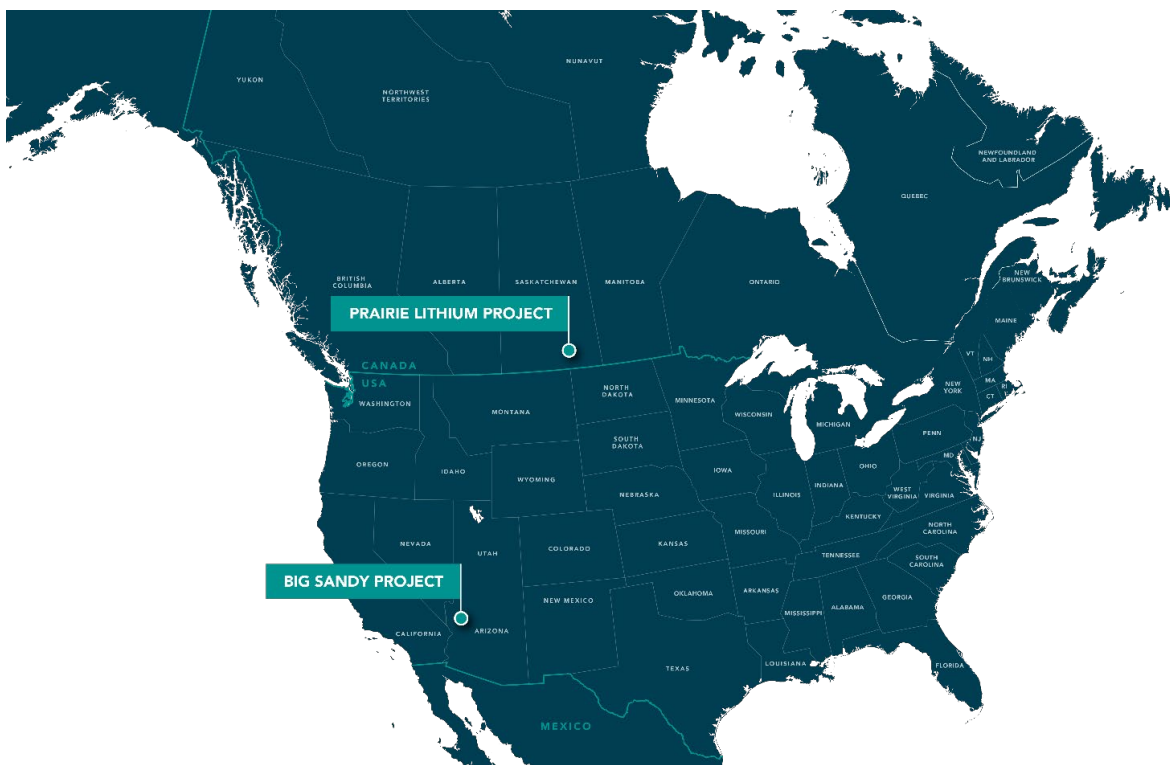 YUKON
NORTHWEST
TERRITORIES
NUNAVUT
NEWFOUNDLAND
AND LABRADOR
QUEBEC
BRITISH
COLUMBIA
ALBERTA
SASKATCHEWAN
MANITOBA
ONTARIO
NEW
BRUNSWICK
PRAIRIE LITHIUM PROJECT
MAINE
CANADA
USA
WASHINGTON
MONTANA
NORTH
DAKOTA
MINNESOTA
WISCONSIN
MICHIGAN
NEW
YORK
VT
NH
MA
RI
CT
OREGON
IDAHO
WYOMING
SOUTH
DAKOTA
IOWA
NEBRASKA
ILLINOIS
INDIANA
OHIO
PENN
NJ
MD
WEST
VIRGINIA
VIRGINIA
NEVADA
UTAH
COLORADO
KANSAS
MISSOURI
KENTUCKY
NORTH
CAROLINA
TENNESSEE
SOUTH
CAROLINA
BIG SANDY PROJECT
NEW MEXICO
OKLAHOMA
ARKANSAS
MISSISSIPPI
ALABAMA
GEORGIA
CALIFORNIA
ARIZONA
TEXAS
LOUISIANA
FLORIDA
MEXICO